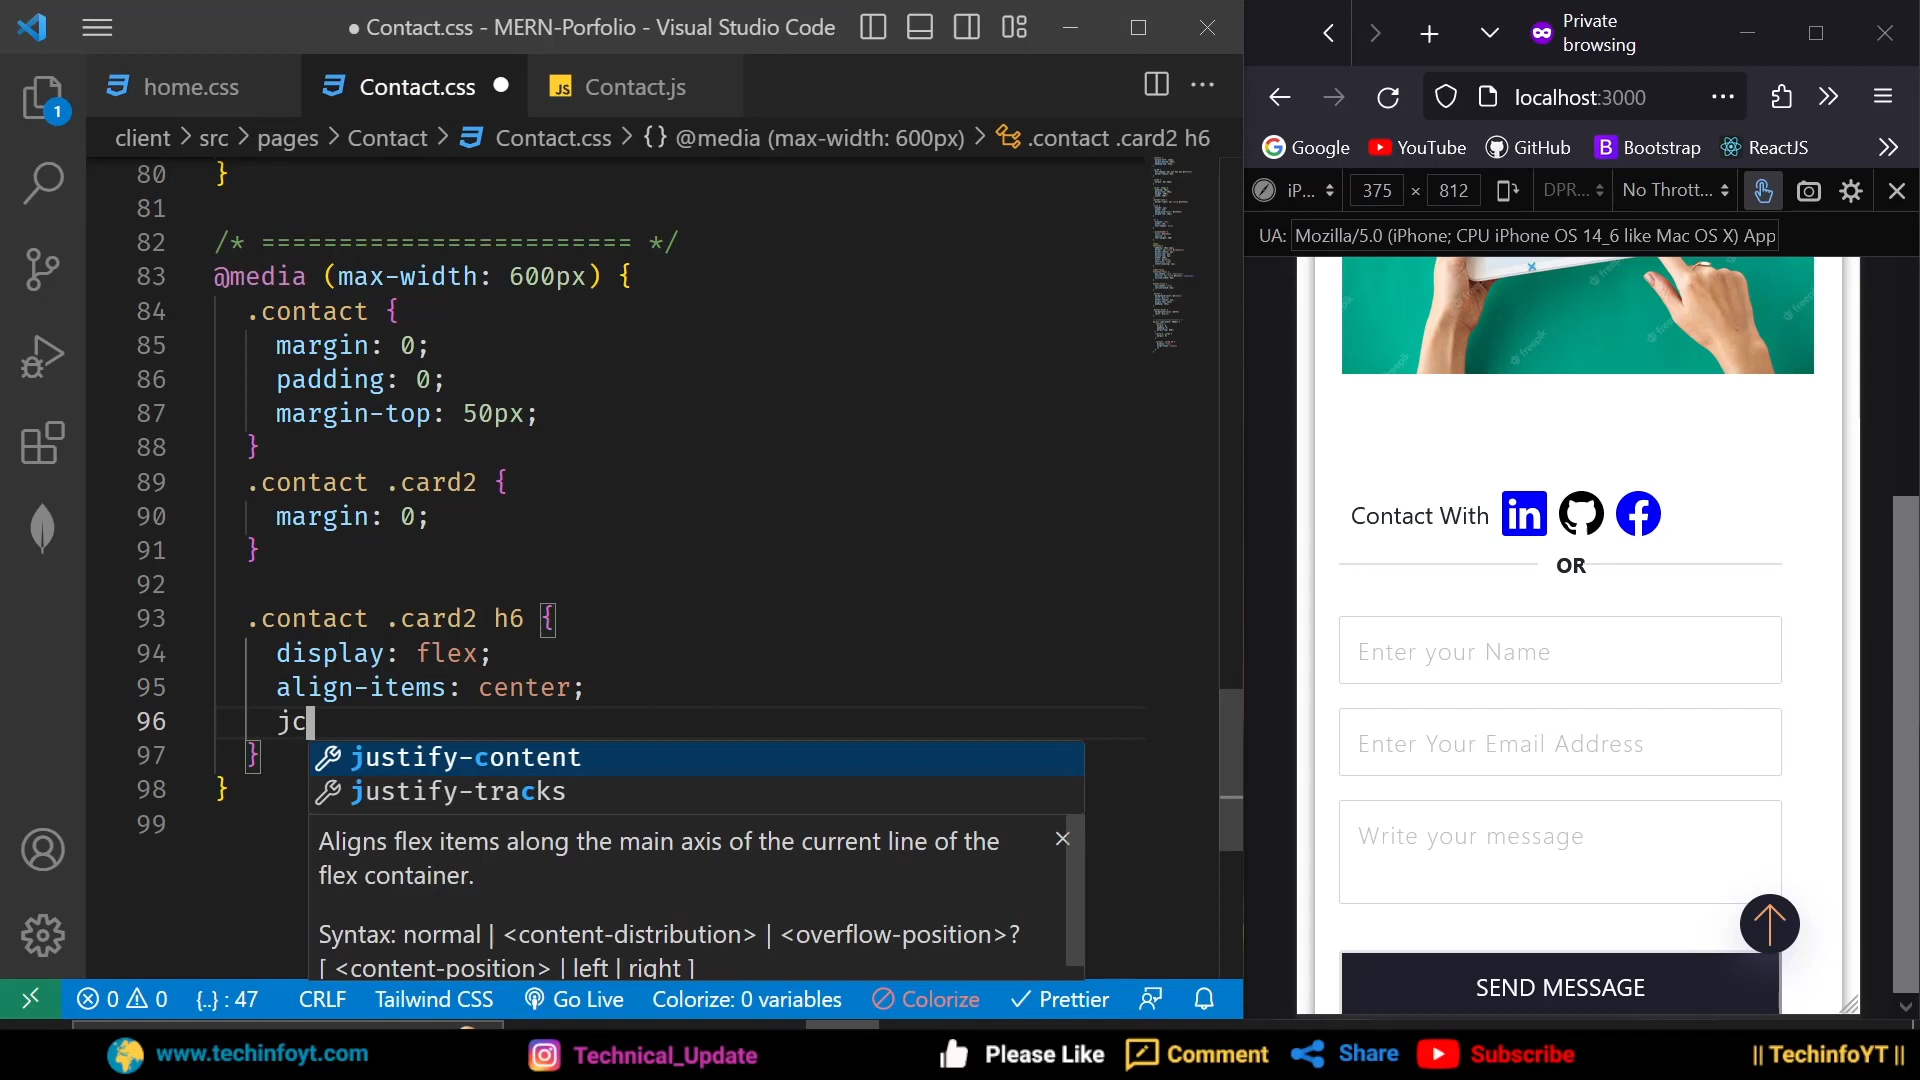 Contact.css - MERN-Porfolio - Visual Studio Code
home.css
Contact.css
JS Contact.js
client > src > pages > Contact > Contact.css > {} @media (max-width: 600px) > .contact .card2 h6
80 }
81
82 /* ======================== */
83 @media (max-width: 600px) {
84 .contact {
85 margin: 0;
86 padding: 0;
87 margin-top: 50px;
88 }
89 .contact .card2 {
90 margin: 0;
91 }
92
93 .contact .card2 h6 {
94 display: flex;
95 align-items: center;
96 jc
97 }
98 }
99
justify-content
justify-tracks
Aligns flex items along the main axis of the current line of the
flex container.
Syntax: normal | <content-distribution> | <overflow-position>?
[ <content-position> | left | right ]
1
0 0 {..} : 47 CRLF Tailwind CSS Go Live Colorize: 0 variables Colorize Prettier
Private
browsing
localhost:3000
Google YouTube GitHub B Bootstrap ReactJS
iP... 375 × 812 DPR... No Thrott...
UA: Mozilla/5.0 (iPhone; CPU iPhone OS 14_6 like Mac OS X) App
freepik
Contact With in
OR
Enter your Name
Enter Your Email Address
Write your message
SEND MESSAGE
www.techinfoyt.com Technical_Update Please Like Comment Share Subscribe || TechinfoYT ||